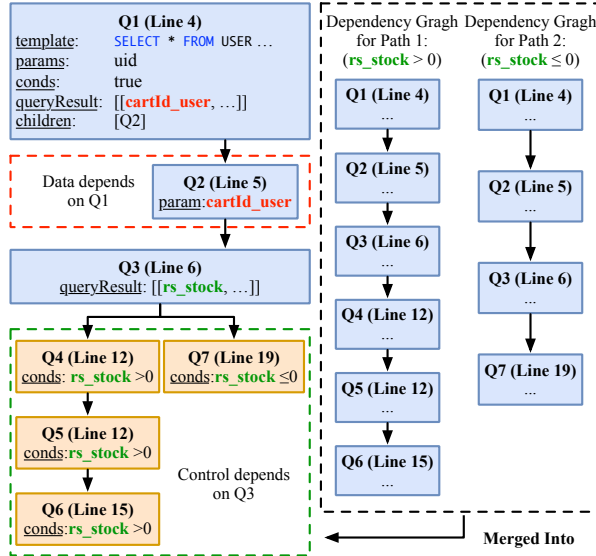 Q1 (Line 4)
template: SELECT * FROM USER ...
params: uid
conds: true
queryResult: [[cartId_user, ...]]
children: [Q2]
Data depends
on Q1
Q2 (Line 5)
param:cartId_user
Q3 (Line 6)
queryResult: [[rs_stock, ...]]
Q4 (Line 12)
conds: rs_stock >0
Q7 (Line 19)
conds:rs_stock ≤0
Q5 (Line 12)
conds:rs_stock >0
Q6 (Line 15)
conds:rs_stock >0
Control depends
on Q3
Dependency Gragh
for Path 1:
(rs_stock > 0)
Q1 (Line 4)
...
Q2 (Line 5)
...
Q3 (Line 6)
...
Q4 (Line 12)
...
Q5 (Line 12)
...
Q6 (Line 15)
...
Dependency Gragh
for Path 2:
(rs_stock ≤ 0)
Q1 (Line 4)
...
Q2 (Line 5)
...
Q3 (Line 6)
...
Q7 (Line 19)
...
Merged Into